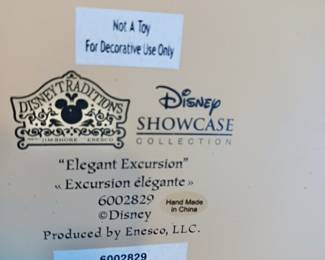 Not A Toy
For Decorative Use Only
DISNEY TRADITIONS
JIM SHORE ENESCO
Disney
SHOWCASE
COLLECTION
"Elegant Excursion"
« Excursion élégante »
6002829
©Disney
Hand Made
in China
Produced by Enesco, LLC.
6002829